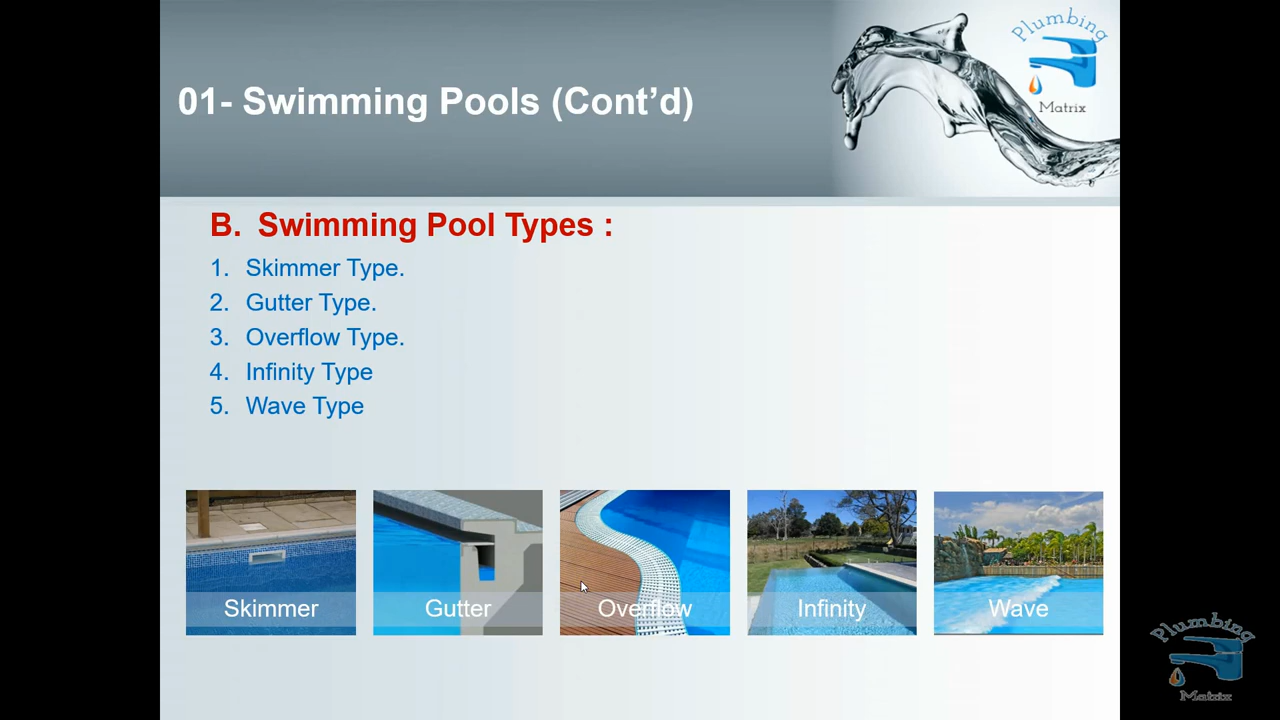 Plumbing
Matrix
01- Swimming Pools (Cont’d)
B. Swimming Pool Types :
1. Skimmer Type.
2. Gutter Type.
3. Overflow Type.
4. Infinity Type
5. Wave Type
Skimmer
Gutter
Overflow
Infinity
Wave
Plumbing
Matrix